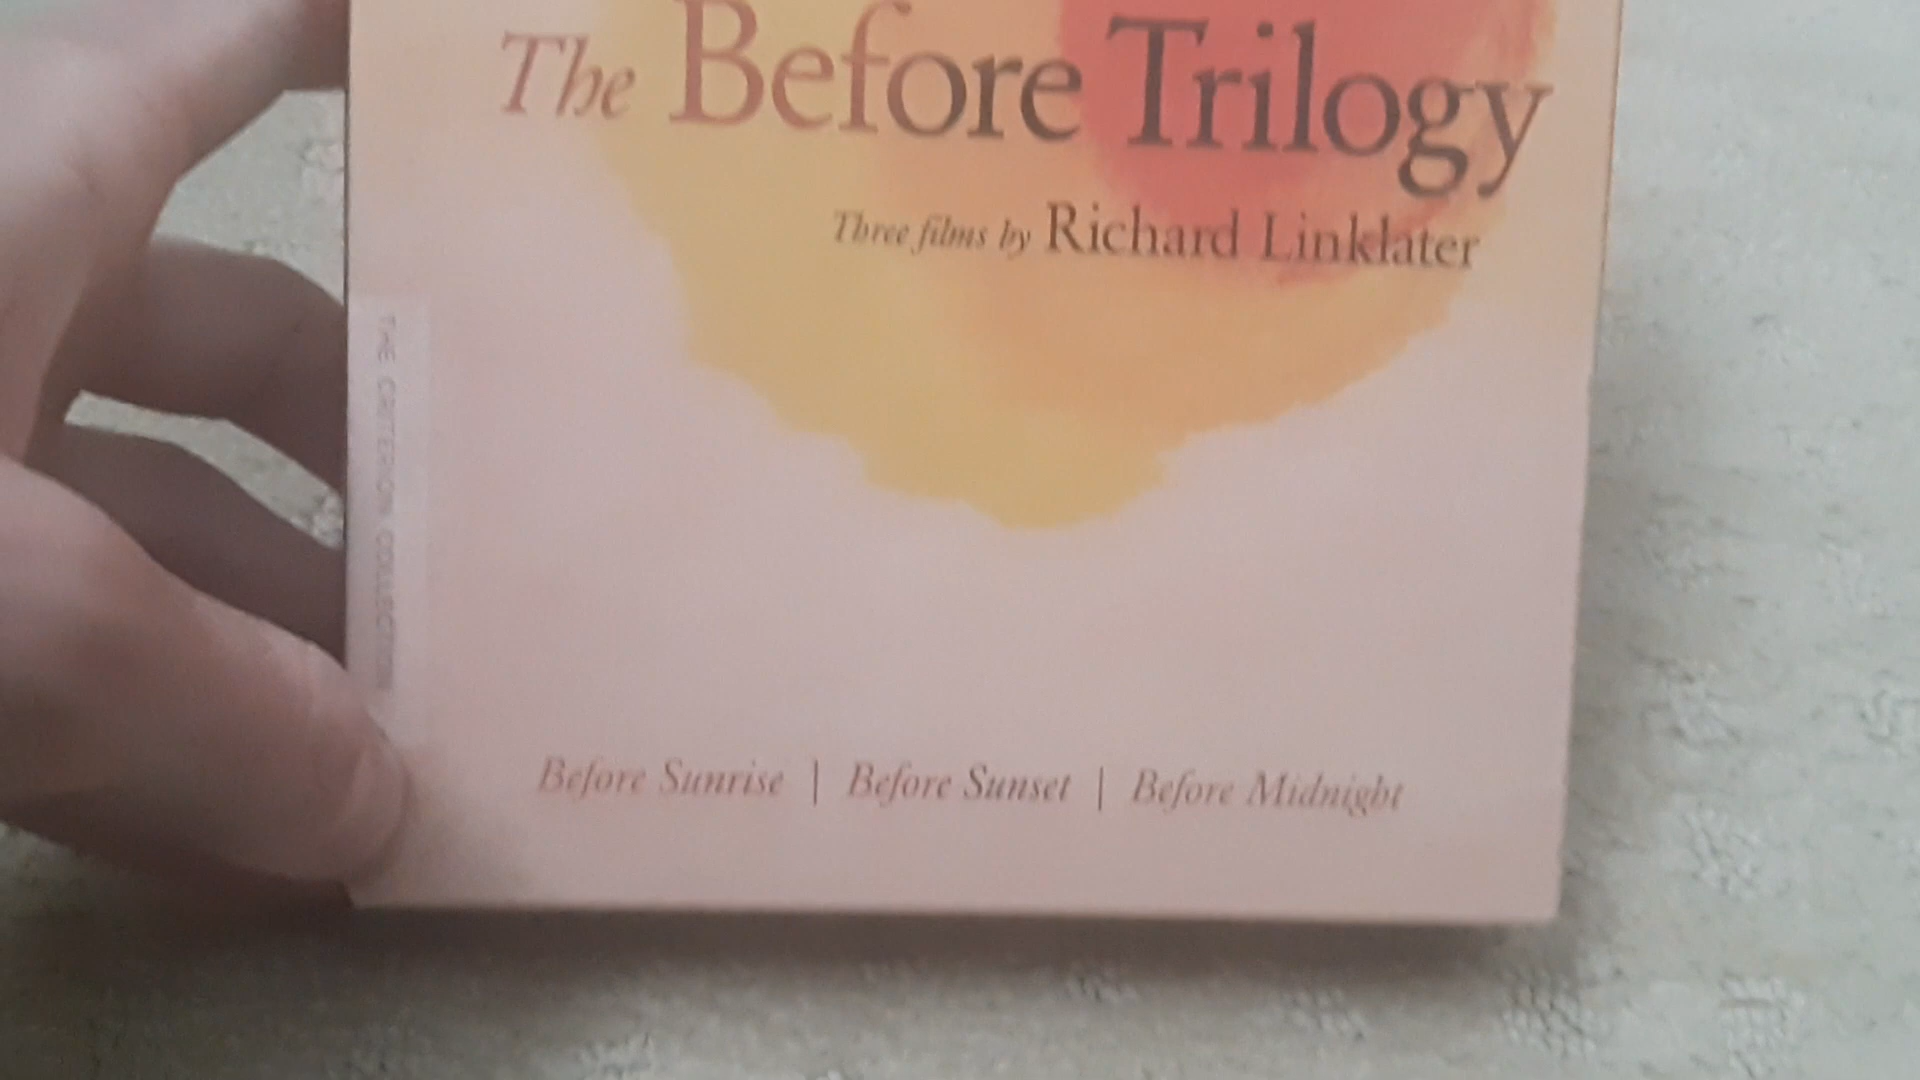 The Before Trilogy
Three films by Richard Linklater
THE CRITERION COLLECTION
Before Sunrise | Before Sunset | Before Midnight